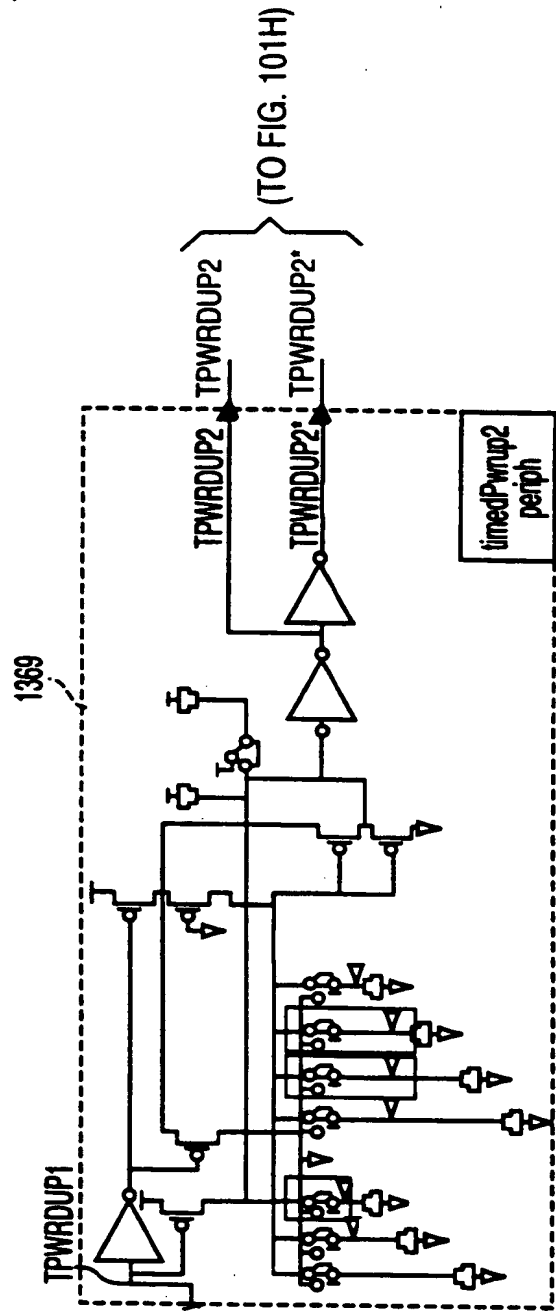 1369
TPWRDUP1
TPWRDUP2
TPWRDUP2
TPWRDUP2*
TPWRDUP2*
(TO FIG. 101H)
timedPwrup2
periph